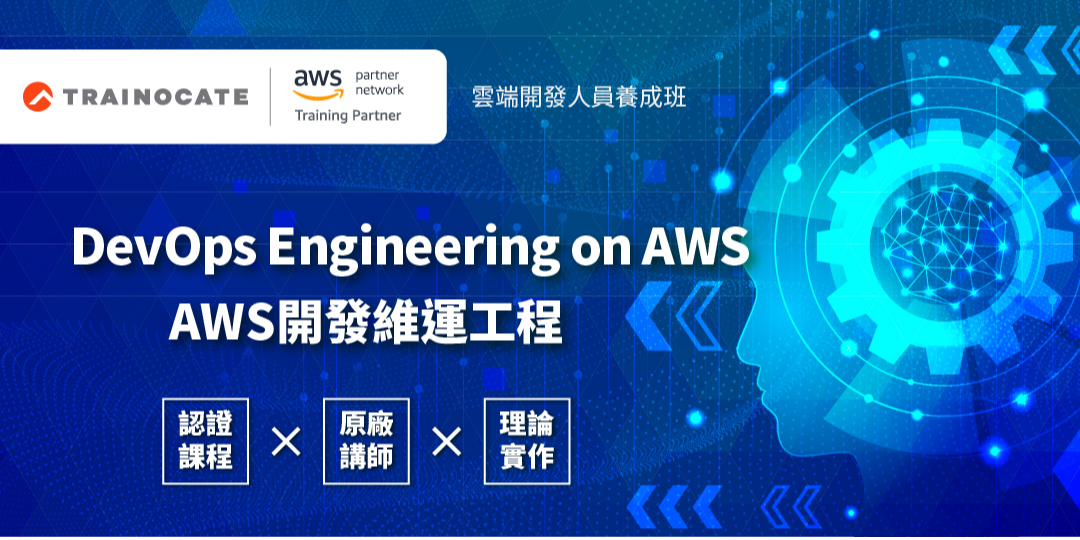 TRAINOCATE
aws partner network
Training Partner
雲端開發人員養成班
DevOps Engineering on AWS
AWS開發維運工程
認證課程 × 原廠講師 × 理論實作